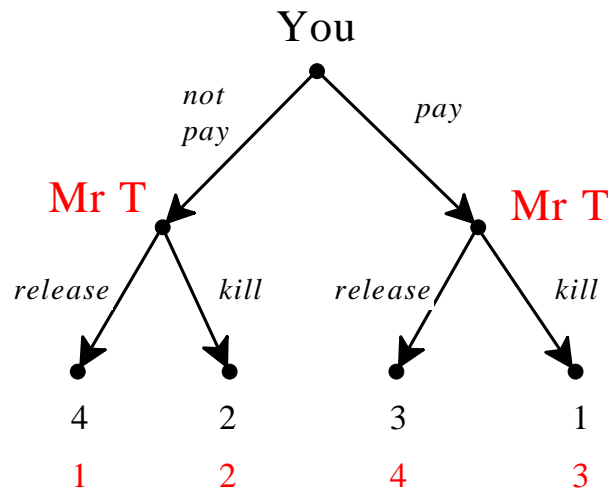 You
not
pay
pay
Mr T
Mr T
release
kill
release
kill
4 2 3 1
1 2 4 3